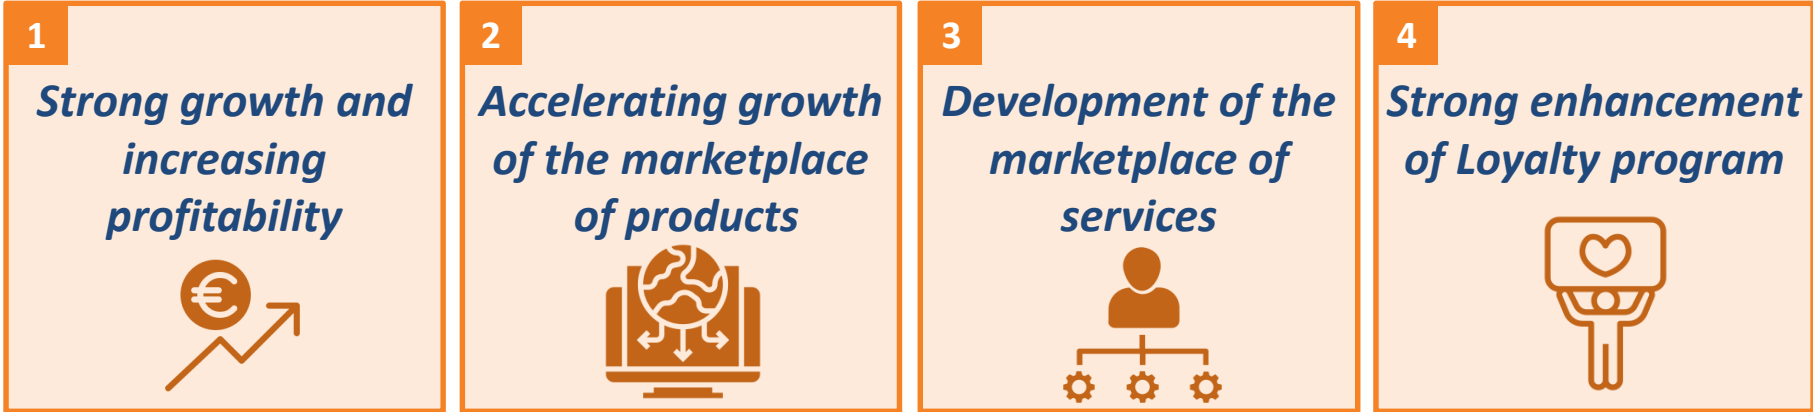 1
Strong growth and
increasing
profitability
€
2
Accelerating growth
of the marketplace
of products
3
Development of the
marketplace of
services
4
Strong enhancement
of Loyalty program